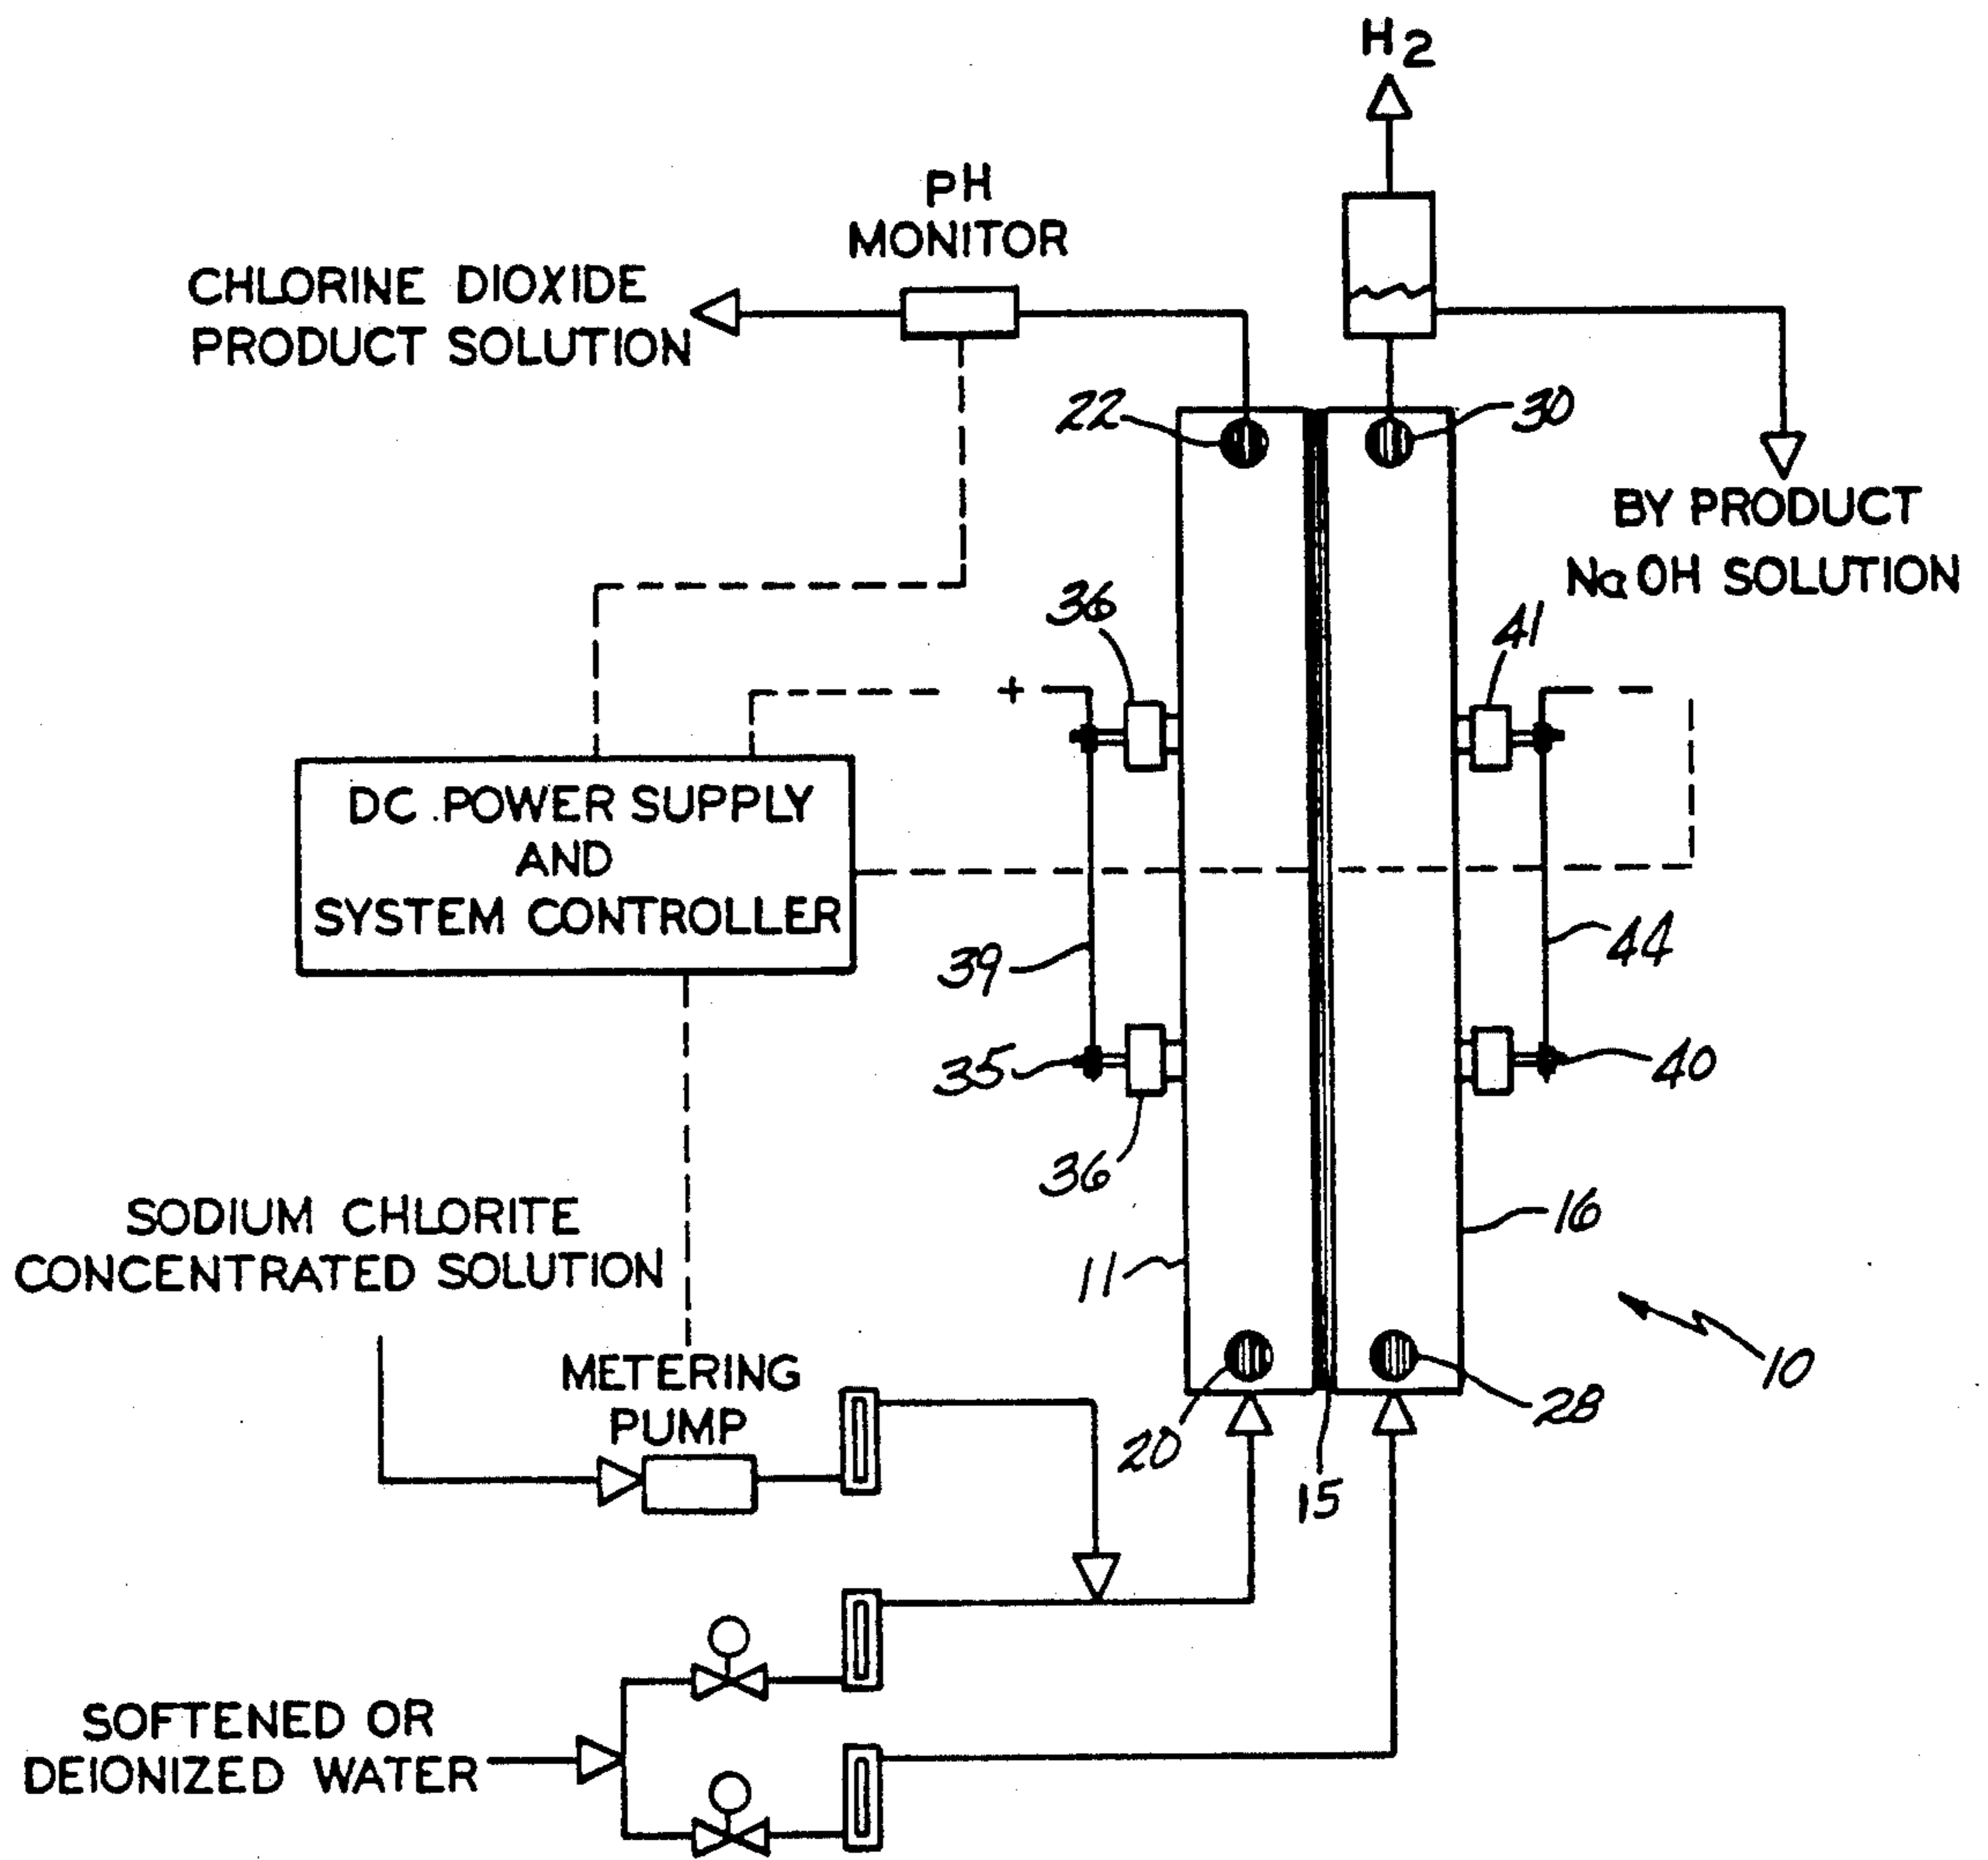 H2
PH
MONITOR
CHLORINE DIOXIDE
PRODUCT SOLUTION
22
30
BY PRODUCT
NaOH SOLUTION
36
41
+
DC POWER SUPPLY
AND
SYSTEM CONTROLLER
39
44
35
40
36
SODIUM CHLORITE
CONCENTRATED SOLUTION
16
11
METERING
PUMP
10
20
28
15
SOFTENED OR
DEIONIZED WATER